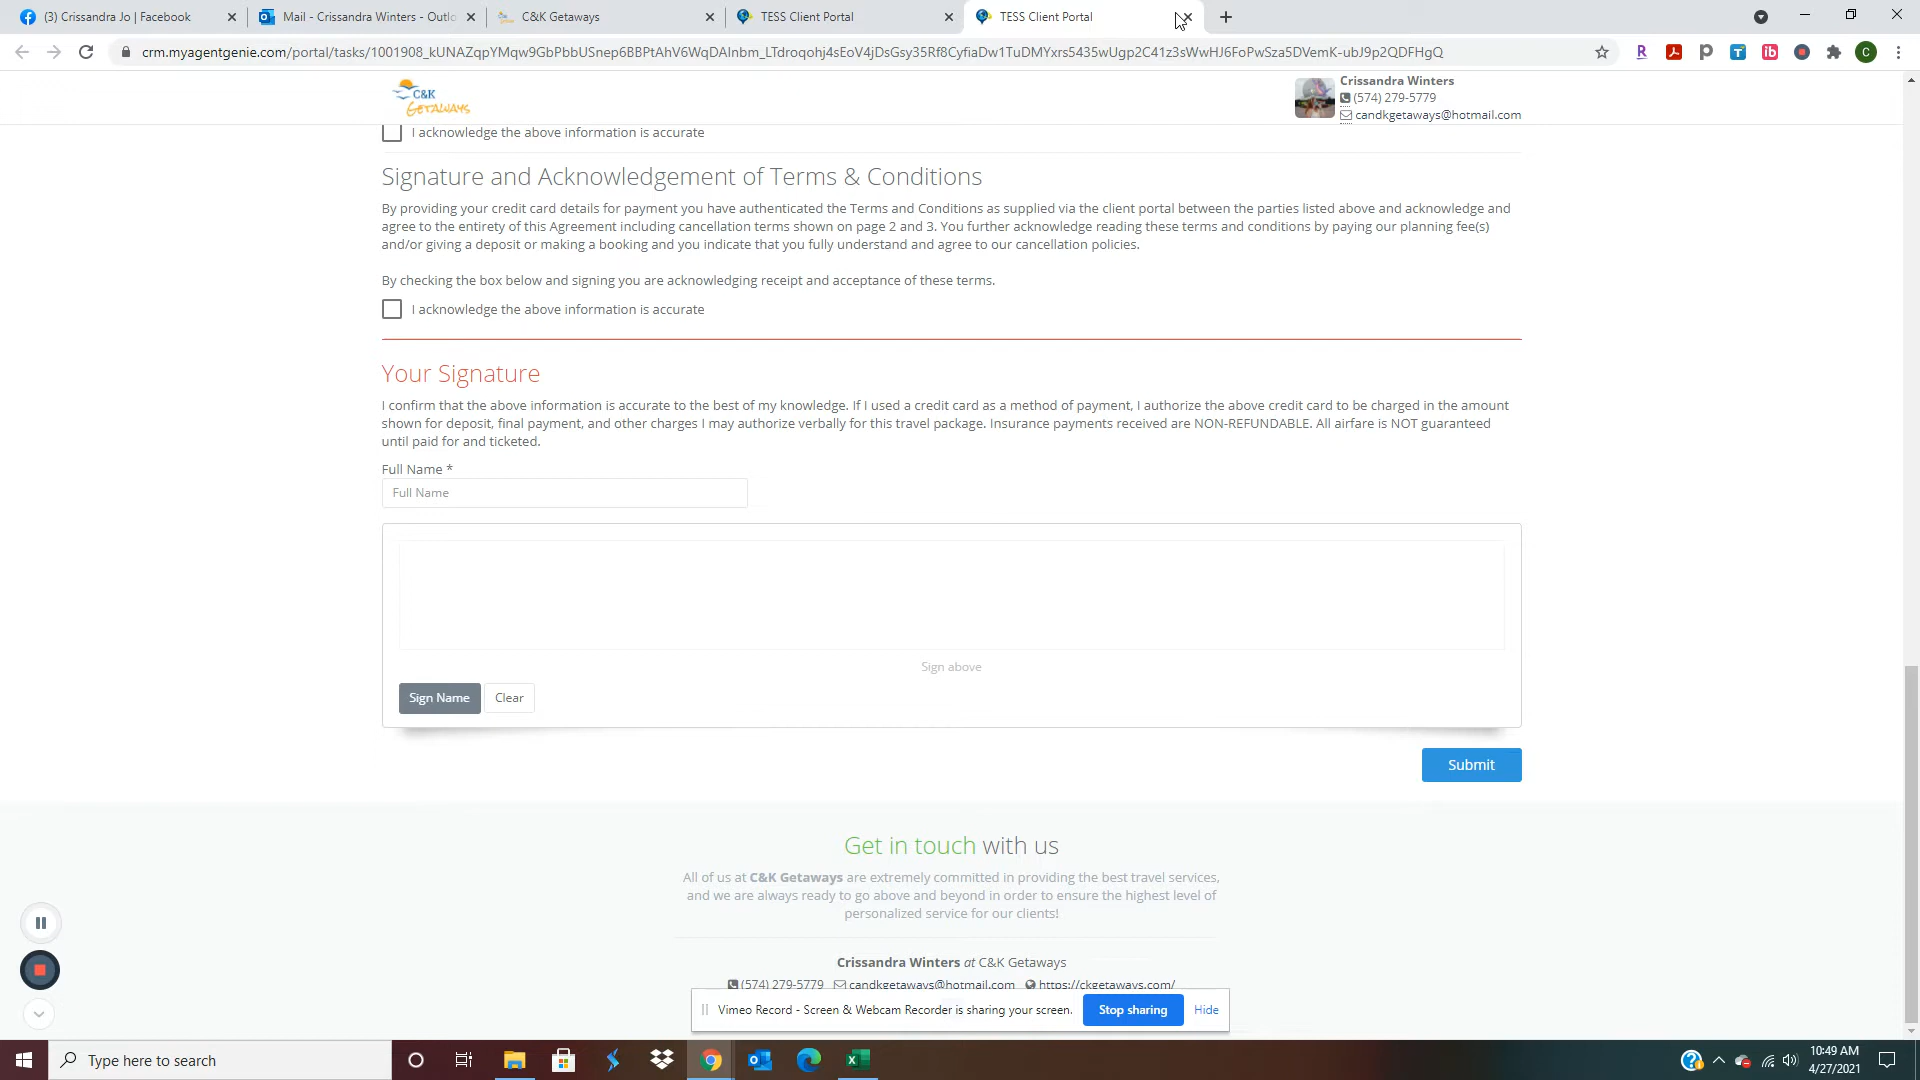 (3) Crissandra Jo | Facebook
Mail - Crissandra Winters - Outlo
C&K Getaways
TESS Client Portal
TESS Client Portal
crm.myagentgenie.com/portal/tasks/1001908_kUNAZqpYMqw9GbPbbUSnep6BBPtAhV6WqDAInbm_LTdroqohj4sEoV4jDsGsy35Rf8CyfiaDw1TuDMYxrs5435wUgp2C41z3sWwHJ6FoPwSza5DVemK-ubJ9p2QDFHgQ
C&K
GETAWAYS
Crissandra Winters
(574) 279-5779
candkgetaways@hotmail.com
I acknowledge the above information is accurate
Signature and Acknowledgement of Terms & Conditions
By providing your credit card details for payment you have authenticated the Terms and Conditions as supplied via the client portal between the parties listed above and acknowledge and
agree to the entirety of this Agreement including cancellation terms shown on page 2 and 3. You further acknowledge reading these terms and conditions by paying our planning fee(s)
and/or giving a deposit or making a booking and you indicate that you fully understand and agree to our cancellation policies.
By checking the box below and signing you are acknowledging receipt and acceptance of these terms.
I acknowledge the above information is accurate
Your Signature
I confirm that the above information is accurate to the best of my knowledge. If I used a credit card as a method of payment, I authorize the above credit card to be charged in the amount
shown for deposit, final payment, and other charges I may authorize verbally for this travel package. Insurance payments received are NON-REFUNDABLE. All airfare is NOT guaranteed
until paid for and ticketed.
Full Name *
Full Name
Sign above
Sign Name
Clear
Submit
Get in touch with us
All of us at C&K Getaways are extremely committed in providing the best travel services,
and we are always ready to go above and beyond in order to ensure the highest level of
personalized service for our clients!
Crissandra Winters at C&K Getaways
(574) 279-5779 candkgetaways@hotmail.com https://ckgetaways.com/
Vimeo Record - Screen & Webcam Recorder is sharing your screen.
Stop sharing
Hide
Type here to search
10:49 AM
4/27/2021